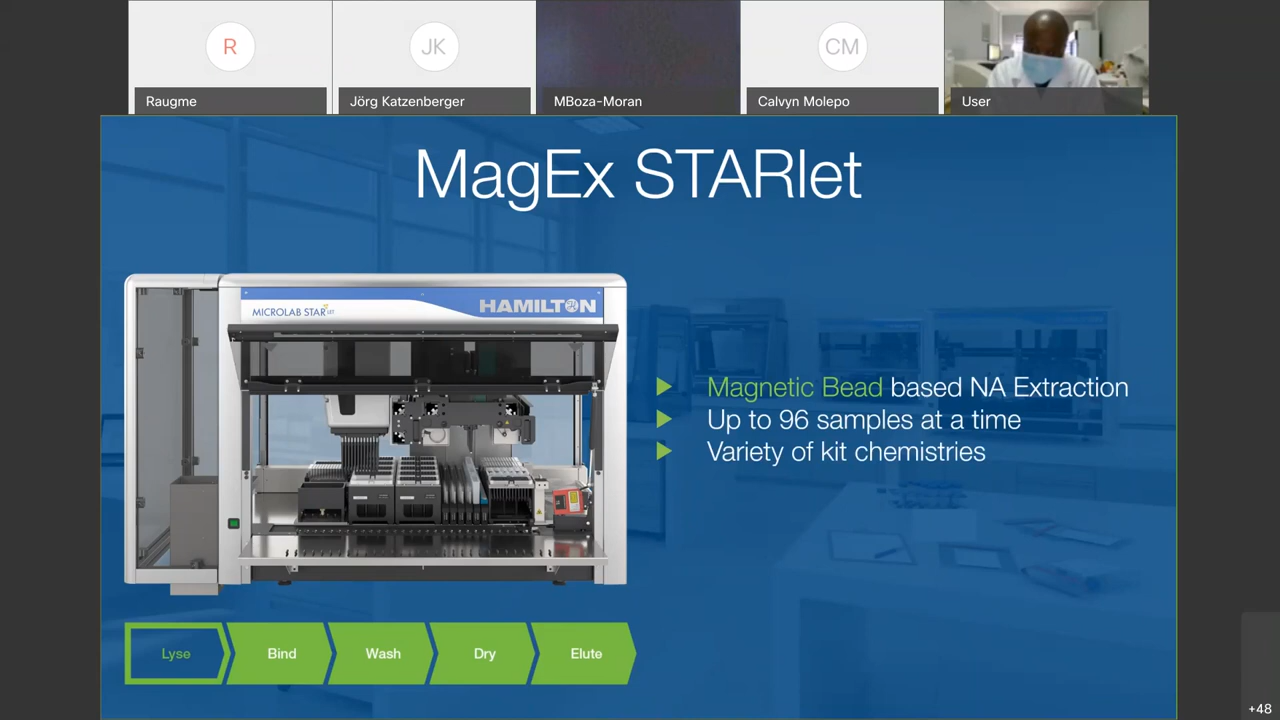 R
JK
CM
Raugme
Jörg Katzenberger
MBoza-Moran
Calvyn Molepo
User
MagEx STARlet
MICROLAB STARLET
HAMILTON
Magnetic Bead based NA Extraction
Up to 96 samples at a time
Variety of kit chemistries
Lyse
Bind
Wash
Dry
Elute
+48